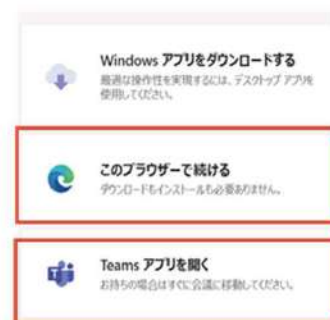 Windows アプリをダウンロードする
最適な操作性を実現するには、デスクトップ アプリを
使用してください。
このブラウザーで続ける
ダウンロードもインストールも必要ありません。
Teams アプリを開く
お持ちの場合はすぐに会議に移動してください。